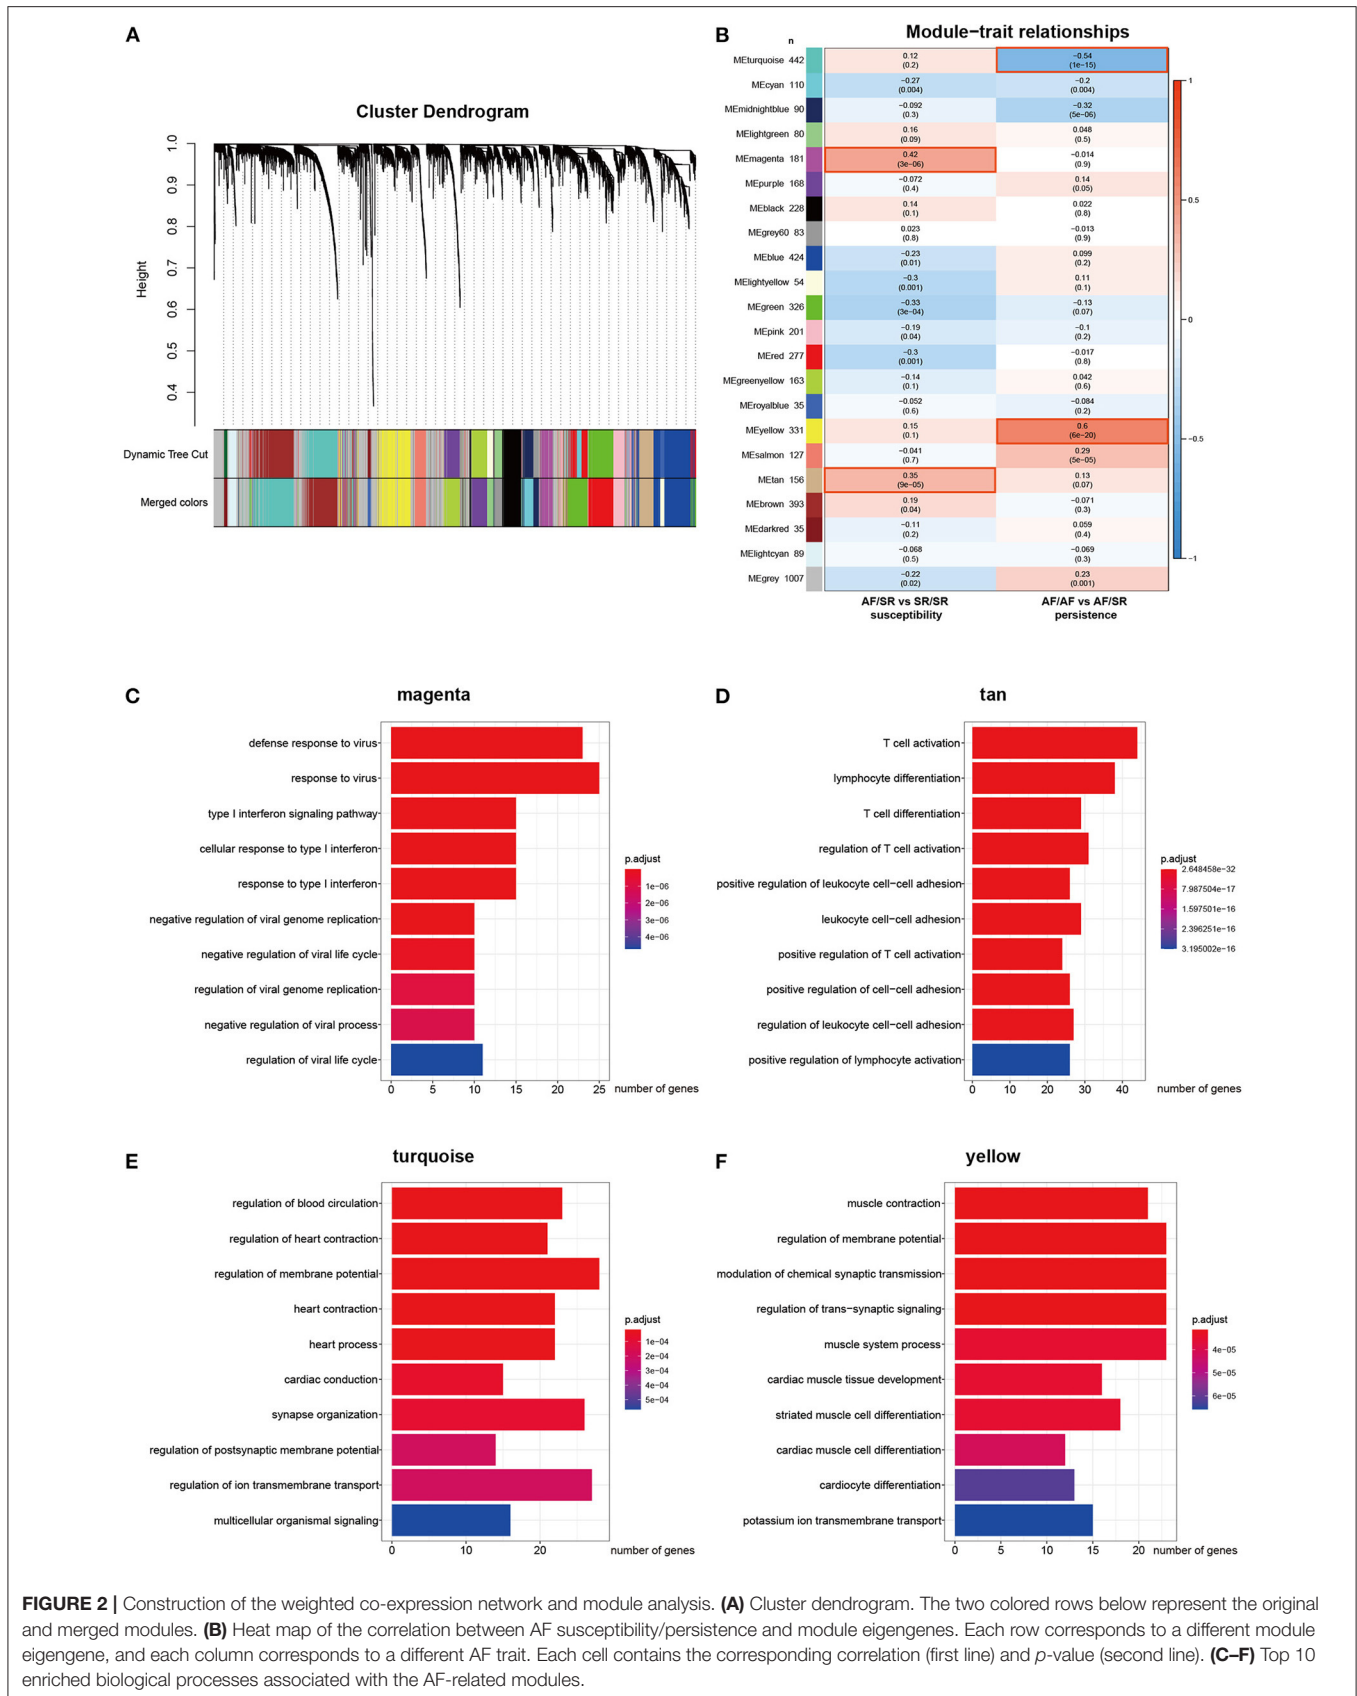 A
Cluster Dendrogram
Height
1.0
0.9
0.8
0.7
0.6
0.5
0.4
Dynamic Tree Cut
Merged colors
B
Module−trait relationships
n
MEturquoise 442
0.12
(0.2)
−0.54
(1e−15)
MEcyan 110
−0.27
(0.004)
−0.2
(0.004)
MEmidnightblue 90
−0.092
(0.3)
−0.32
(5e−06)
MElightgreen 80
0.16
(0.09)
0.048
(0.5)
MEmagenta 181
0.42
(3e−06)
−0.014
(0.9)
MEpurple 168
−0.072
(0.4)
0.14
(0.05)
MEblack 228
0.14
(0.1)
0.022
(0.8)
MEgrey60 83
0.023
(0.8)
−0.013
(0.9)
MEblue 424
−0.23
(0.01)
0.099
(0.2)
MElightyellow 54
−0.3
(0.001)
0.11
(0.1)
MEgreen 326
−0.33
(3e−04)
−0.13
(0.07)
MEpink 201
−0.19
(0.04)
−0.1
(0.2)
MEred 277
−0.3
(0.001)
−0.017
(0.8)
MEgreenyellow 163
−0.14
(0.1)
0.042
(0.6)
MEroyalblue 35
−0.052
(0.6)
−0.084
(0.2)
MEyellow 331
0.15
(0.1)
0.6
(6e−20)
MEsalmon 127
−0.041
(0.7)
0.29
(5e−05)
MEtan 156
0.35
(9e−05)
0.13
(0.07)
MEbrown 393
0.19
(0.04)
−0.071
(0.3)
MEdarkred 35
−0.11
(0.2)
0.059
(0.4)
MElightcyan 89
−0.068
(0.5)
−0.069
(0.3)
MEgrey 1007
−0.22
(0.02)
0.23
(0.001)
AF/SR vs SR/SR
susceptibility
AF/AF vs AF/SR
persistence
1
0.5
0
−0.5
−1
C
magenta
defense response to virus
response to virus
type I interferon signaling pathway
cellular response to type I interferon
response to type I interferon
negative regulation of viral genome replication
negative regulation of viral life cycle
regulation of viral genome replication
negative regulation of viral process
regulation of viral life cycle
0 5 10 15 20 25 number of genes
p.adjust
1e−06
2e−06
3e−06
4e−06
D
tan
T cell activation
lymphocyte differentiation
T cell differentiation
regulation of T cell activation
positive regulation of leukocyte cell−cell adhesion
leukocyte cell−cell adhesion
positive regulation of T cell activation
positive regulation of cell−cell adhesion
regulation of leukocyte cell−cell adhesion
positive regulation of lymphocyte activation
0 10 20 30 40 number of genes
p.adjust
2.648458e−32
7.987504e−17
1.597501e−16
2.396251e−16
3.195002e−16
E
turquoise
regulation of blood circulation
regulation of heart contraction
regulation of membrane potential
heart contraction
heart process
cardiac conduction
synapse organization
regulation of postsynaptic membrane potential
regulation of ion transmembrane transport
multicellular organismal signaling
0 10 20 number of genes
p.adjust
1e−04
2e−04
3e−04
4e−04
5e−04
F
yellow
muscle contraction
regulation of membrane potential
modulation of chemical synaptic transmission
regulation of trans−synaptic signaling
muscle system process
cardiac muscle tissue development
striated muscle cell differentiation
cardiac muscle cell differentiation
cardiocyte differentiation
potassium ion transmembrane transport
0 5 10 15 20 number of genes
p.adjust
4e−05
5e−05
6e−05
FIGURE 2 | Construction of the weighted co-expression network and module analysis. (A) Cluster dendrogram. The two colored rows below represent the original
and merged modules. (B) Heat map of the correlation between AF susceptibility/persistence and module eigengenes. Each row corresponds to a different module
eigengene, and each column corresponds to a different AF trait. Each cell contains the corresponding correlation (first line) and p-value (second line). (C–F) Top 10
enriched biological processes associated with the AF-related modules.